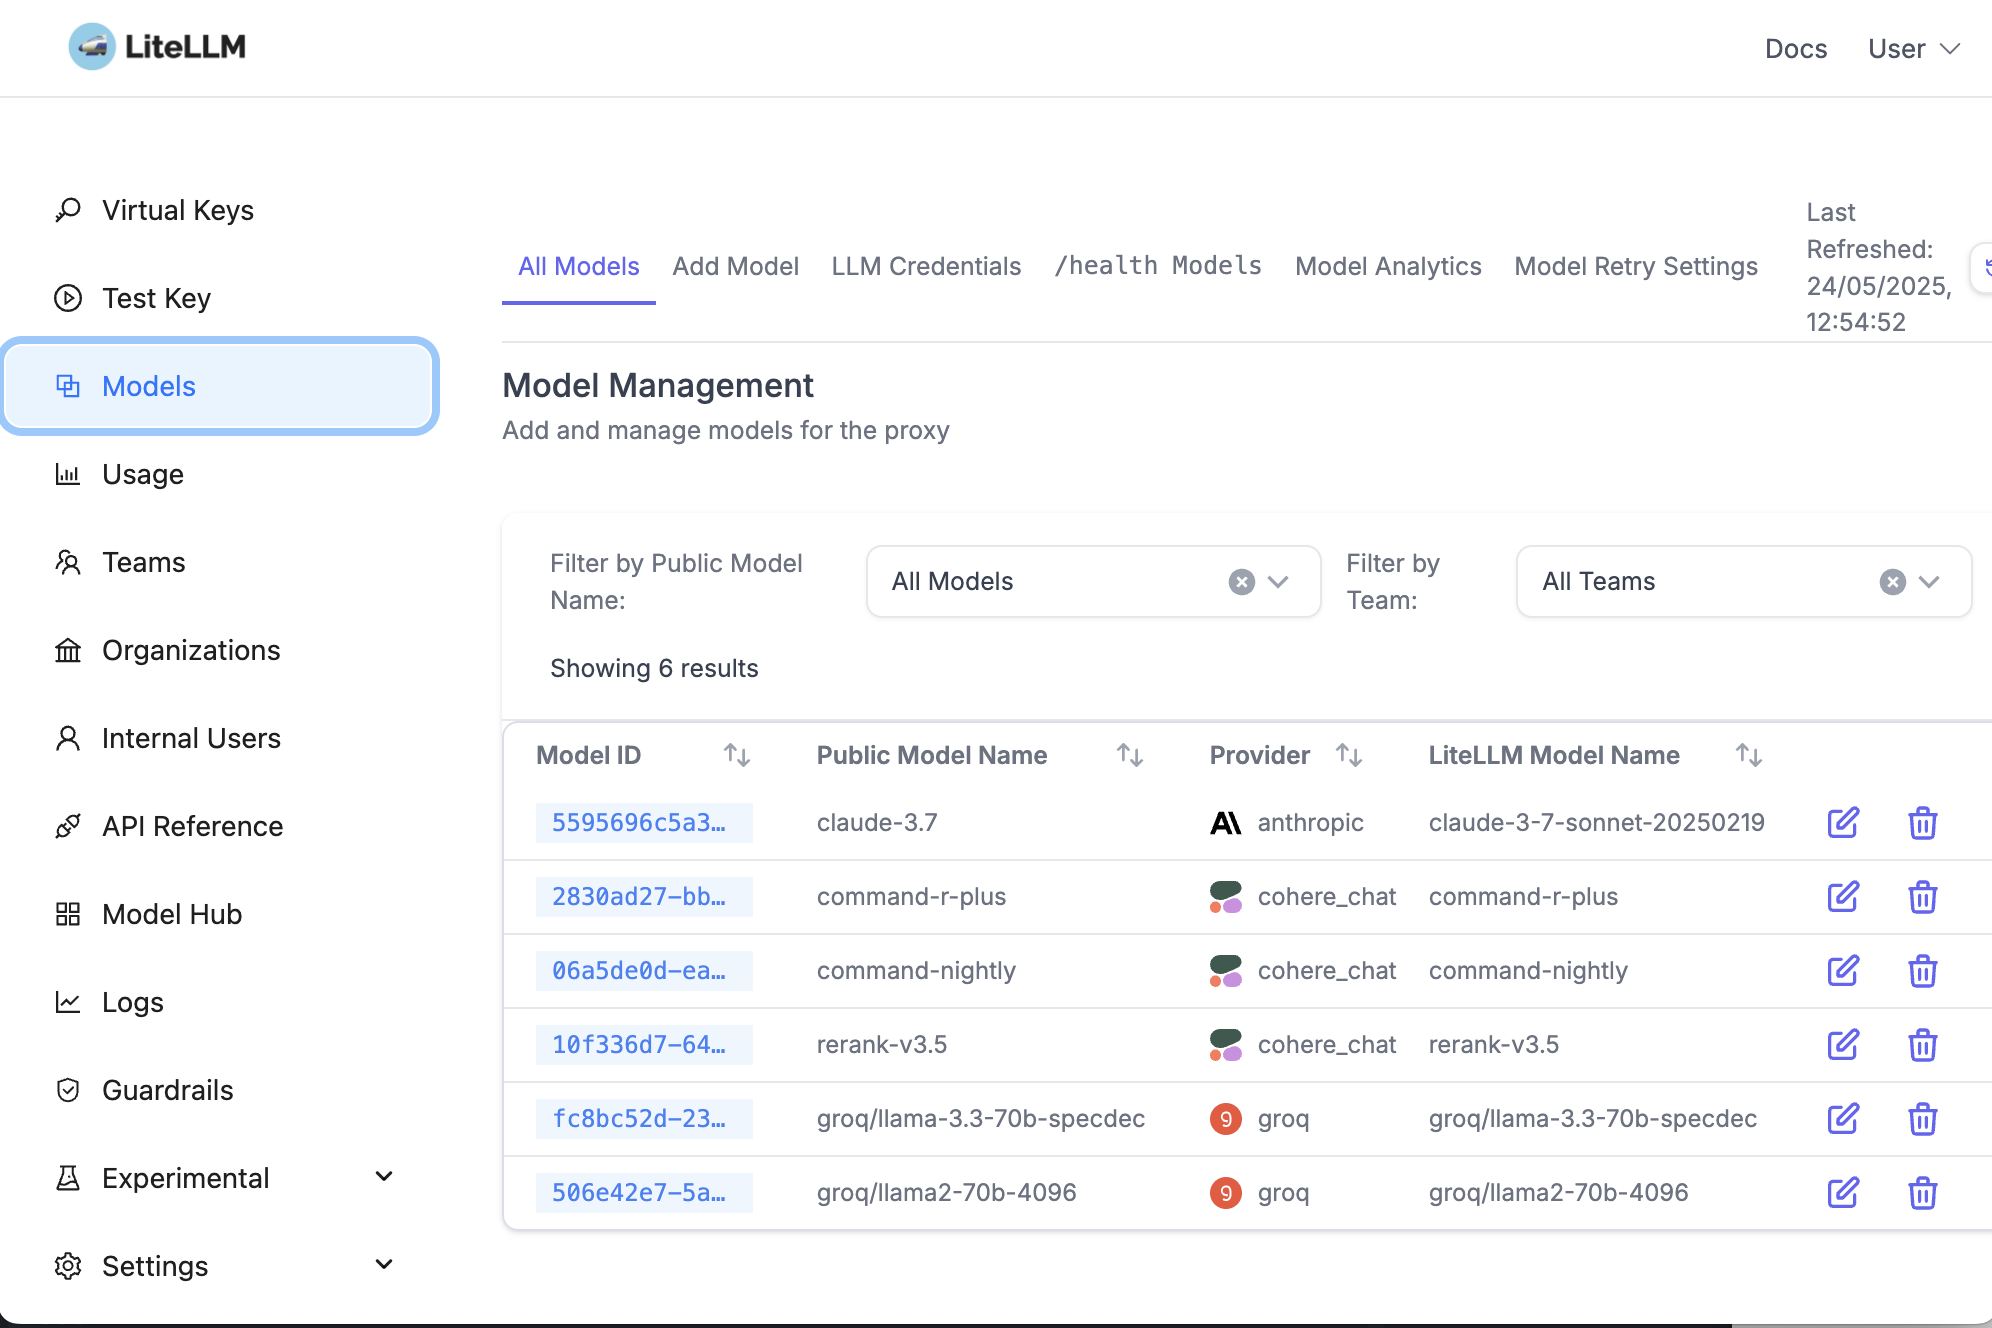 LiteLLM
Docs
User
Virtual Keys
Test Key
Models
Usage
Teams
Organizations
Internal Users
API Reference
Model Hub
Logs
Guardrails
Experimental
Settings
All Models
Add Model
LLM Credentials
/health Models
Model Analytics
Model Retry Settings
Last
Refreshed:
24/05/2025,
12:54:52
Model Management
Add and manage models for the proxy
Filter by Public Model
Name:
All Models
Filter by
Team:
All Teams
Showing 6 results
Model ID Public Model Name Provider LiteLLM Model Name
5595696c5a3… claude-3.7 anthropic claude-3-7-sonnet-20250219
2830ad27-bb… command-r-plus cohere_chat command-r-plus
06a5de0d-ea… command-nightly cohere_chat command-nightly
10f336d7-64… rerank-v3.5 cohere_chat rerank-v3.5
fc8bc52d-23… groq/llama-3.3-70b-specdec groq groq/llama-3.3-70b-specdec
506e42e7-5a… groq/llama2-70b-4096 groq groq/llama2-70b-4096